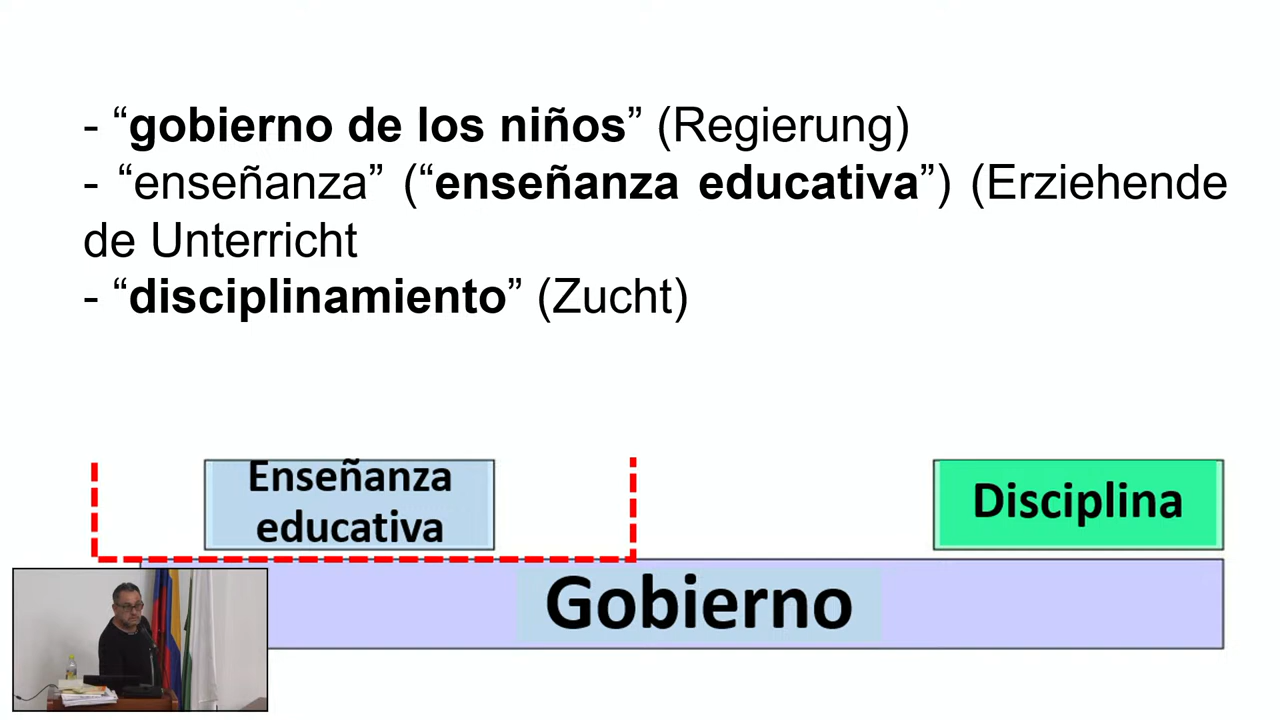 - “gobierno de los niños” (Regierung)
- “enseñanza” (“enseñanza educativa”) (Erziehende
de Unterricht
- “disciplinamiento” (Zucht)
Enseñanza
educativa
Disciplina
Gobierno